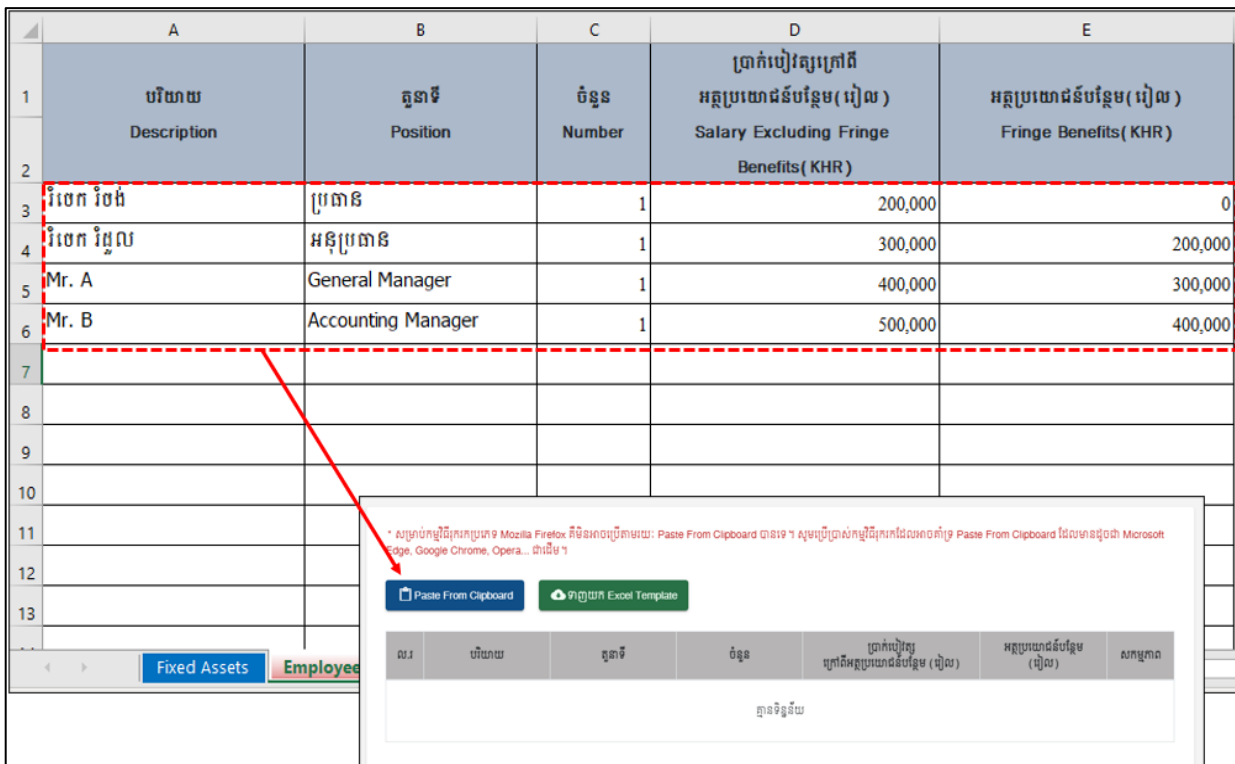 A B C D E
1 បរិយាយ តួនាទី ចំនួន ប្រាក់បៀវត្សក្រៅពី
អត្ថប្រយោជន៍បន្ថែម(រៀល) អត្ថប្រយោជន៍បន្ថែម(រៀល)
2 Description Position Number Salary Excluding Fringe Fringe Benefits(KHR)
Benefits(KHR)
3 រំចេក រំចង់ ប្រធាន 1 200,000 0
4 រំចេក រំដួល អនុប្រធាន 1 300,000 200,000
5 Mr. A General Manager 1 400,000 300,000
6 Mr. B Accounting Manager 1 500,000 400,000
7
8
9
10
11
12
13
* សម្រាប់កម្មវិធីរុករកប្រភេទ Mozilla Firefox គឺមិនអាចប្រើតាមរយៈ Paste From Clipboard បានទេ។ សូមប្រើប្រាស់កម្មវិធីរុករកដែលអាចគាំទ្រ Paste From Clipboard ដែលមានដូចជា Microsoft
Edge, Google Chrome, Opera... ជាដើម។
Paste From Clipboard ទាញយក Excel Template
ល.រ បរិយាយ តួនាទី ចំនួន ប្រាក់បៀវត្ស
ក្រៅពីអត្ថប្រយោជន៍បន្ថែម (រៀល) អត្ថប្រយោជន៍បន្ថែម
(រៀល) សកម្មភាព
គ្មានទិន្នន័យ
Fixed Assets Employee